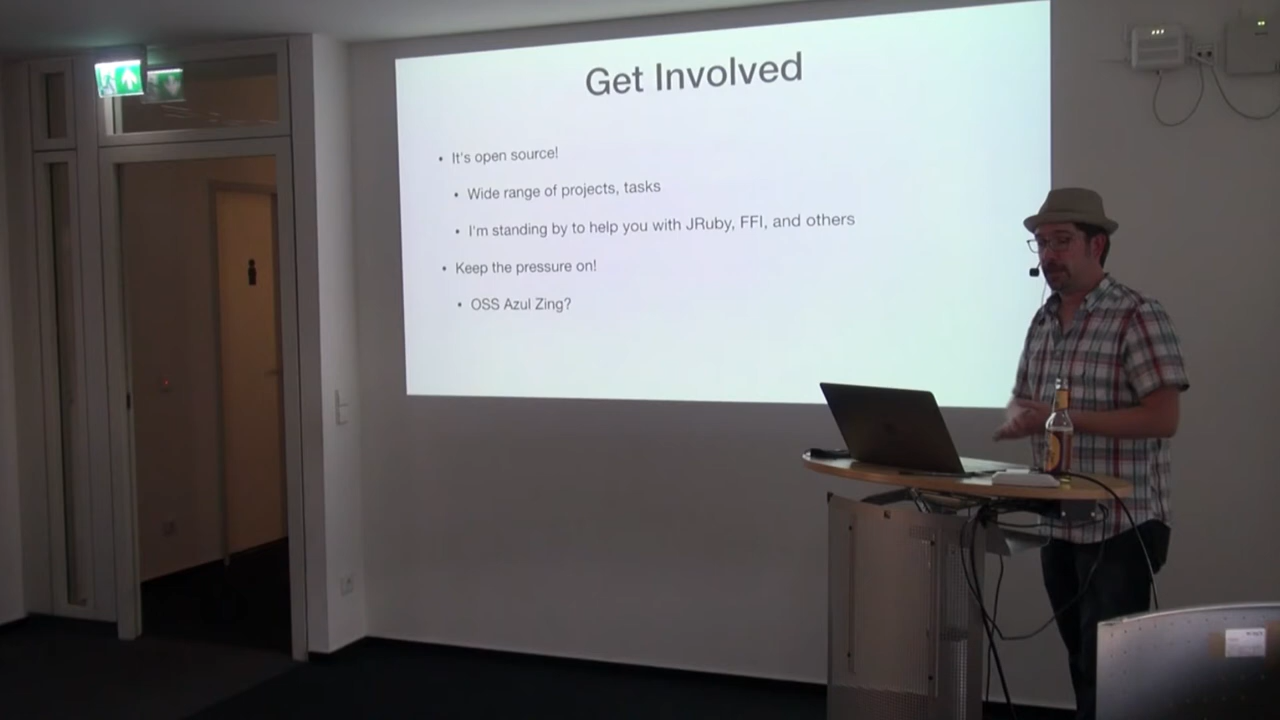 Get Involved
• It's open source!
• Wide range of projects, tasks
• I'm standing by to help you with JRuby, FFI, and others
• Keep the pressure on!
• OSS Azul Zing?